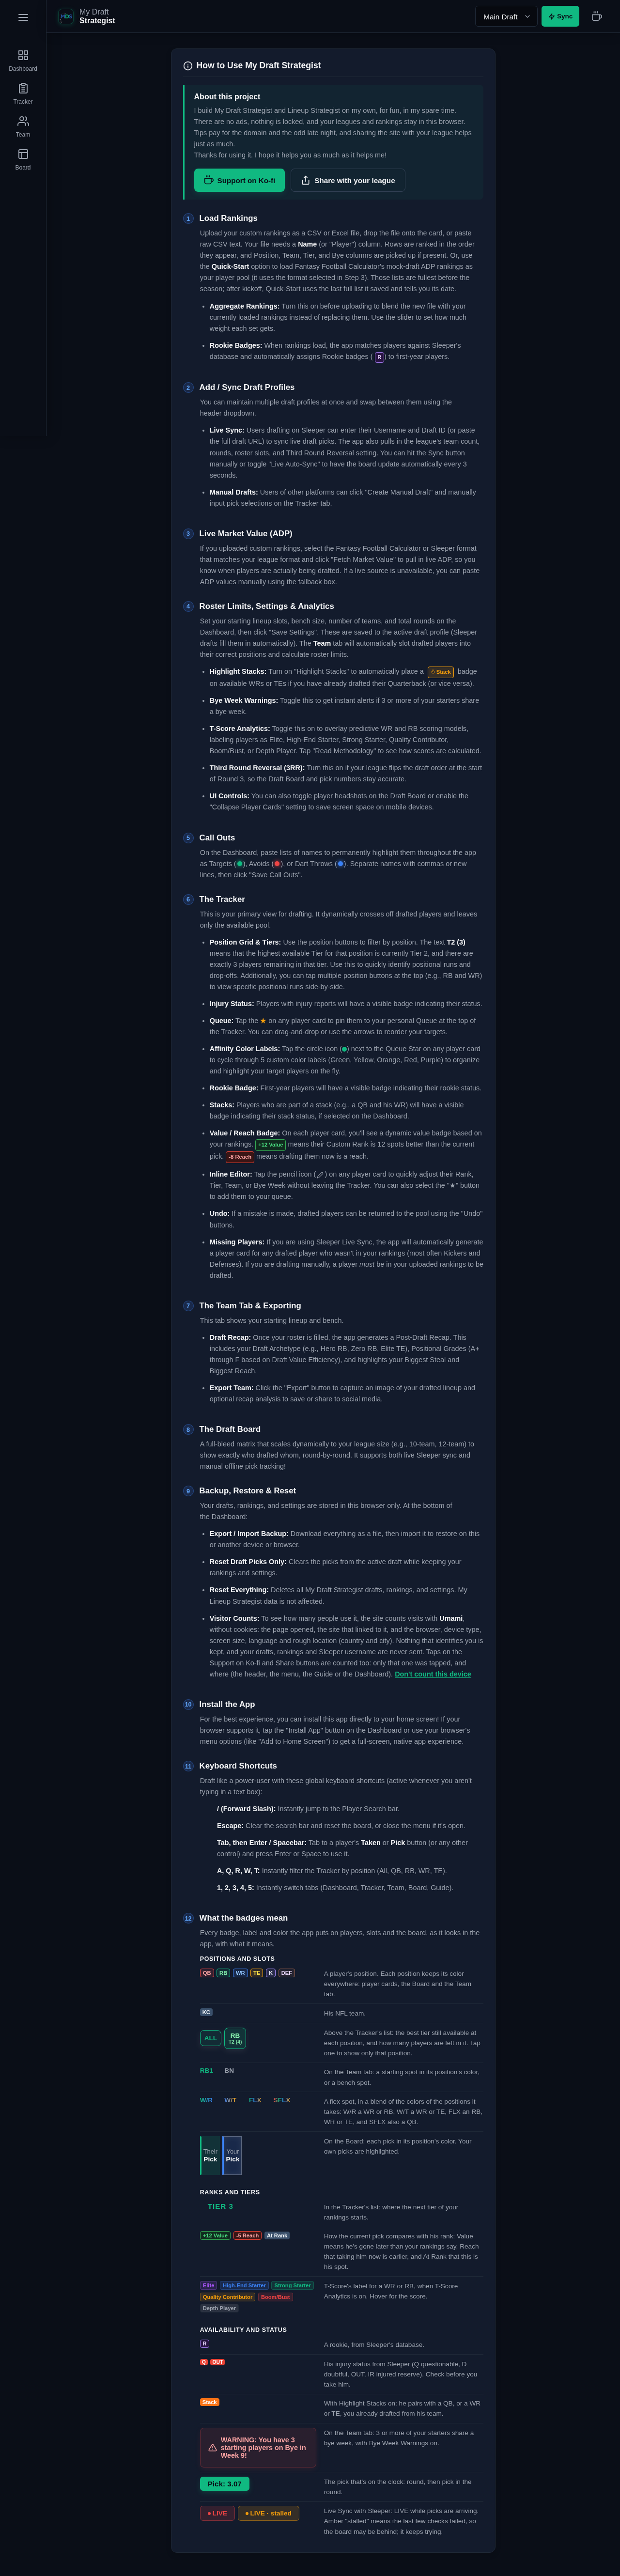 My Draft
Strategist
Main Draft
Sync
Dashboard
Tracker
Team
Board
How to Use My Draft Strategist
About this project
I build My Draft Strategist and Lineup Strategist on my own, for fun, in my spare time.
There are no ads, nothing is locked, and your leagues and rankings stay in this browser.
Tips pay for the domain and the odd late night, and sharing the site with your league helps
just as much.
Thanks for using it. I hope it helps you as much as it helps me!
Support on Ko-fi
Share with your league
1 Load Rankings
Upload your custom rankings as a CSV or Excel file, drop the file onto the card, or paste
raw CSV text. Your file needs a Name (or "Player") column. Rows are ranked in the order
they appear, and Position, Team, Tier, and Bye columns are picked up if present. Or, use
the Quick-Start option to load Fantasy Football Calculator's mock-draft ADP rankings as
your player pool (it uses the format selected in Step 3). Those lists are fullest before the
season; after kickoff, Quick-Start uses the last full list it saved and tells you its date.
• Aggregate Rankings: Turn this on before uploading to blend the new file with your
currently loaded rankings instead of replacing them. Use the slider to set how much
weight each set gets.
• Rookie Badges: When rankings load, the app matches players against Sleeper's
database and automatically assigns Rookie badges ( R ) to first-year players.
2 Add / Sync Draft Profiles
You can maintain multiple draft profiles at once and swap between them using the
header dropdown.
• Live Sync: Users drafting on Sleeper can enter their Username and Draft ID (or paste
the full draft URL) to sync live draft picks. The app also pulls in the league's team count,
rounds, roster slots, and Third Round Reversal setting. You can hit the Sync button
manually or toggle "Live Auto-Sync" to have the board update automatically every 3
seconds.
• Manual Drafts: Users of other platforms can click "Create Manual Draft" and manually
input pick selections on the Tracker tab.
3 Live Market Value (ADP)
If you uploaded custom rankings, select the Fantasy Football Calculator or Sleeper format
that matches your league format and click "Fetch Market Value" to pull in live ADP, so you
know when players are actually being drafted. If a live source is unavailable, you can paste
ADP values manually using the fallback box.
4 Roster Limits, Settings & Analytics
Set your starting lineup slots, bench size, number of teams, and total rounds on the
Dashboard, then click "Save Settings". These are saved to the active draft profile (Sleeper
drafts fill them in automatically). The Team tab will automatically slot drafted players into
their correct positions and calculate roster limits.
• Highlight Stacks: Turn on "Highlight Stacks" to automatically place a Stack badge
on available WRs or TEs if you have already drafted their Quarterback (or vice versa).
• Bye Week Warnings: Toggle this to get instant alerts if 3 or more of your starters share
a bye week.
• T-Score Analytics: Toggle this on to overlay predictive WR and RB scoring models,
labeling players as Elite, High-End Starter, Strong Starter, Quality Contributor,
Boom/Bust, or Depth Player. Tap "Read Methodology" to see how scores are calculated.
• Third Round Reversal (3RR): Turn this on if your league flips the draft order at the start
of Round 3, so the Draft Board and pick numbers stay accurate.
• UI Controls: You can also toggle player headshots on the Draft Board or enable the
"Collapse Player Cards" setting to save screen space on mobile devices.
5 Call Outs
On the Dashboard, paste lists of names to permanently highlight them throughout the app
as Targets ( ), Avoids ( ), or Dart Throws ( ). Separate names with commas or new
lines, then click "Save Call Outs".
6 The Tracker
This is your primary view for drafting. It dynamically crosses off drafted players and leaves
only the available pool.
• Position Grid & Tiers: Use the position buttons to filter by position. The text T2 (3)
means that the highest available Tier for that position is currently Tier 2, and there are
exactly 3 players remaining in that tier. Use this to quickly identify positional runs and
drop-offs. Additionally, you can tap multiple position buttons at the top (e.g., RB and WR)
to view specific positional runs side-by-side.
• Injury Status: Players with injury reports will have a visible badge indicating their status.
• Queue: Tap the ★ on any player card to pin them to your personal Queue at the top of
the Tracker. You can drag-and-drop or use the arrows to reorder your targets.
• Affinity Color Labels: Tap the circle icon ( ) next to the Queue Star on any player card
to cycle through 5 custom color labels (Green, Yellow, Orange, Red, Purple) to organize
and highlight your targeted players on the fly.
• Rookie Badge: First-year players will have a visible badge indicating their rookie status.
• Stacks: Players who are part of a stack (e.g., a QB and his WR) will have a visible
badge indicating their stack status, if selected on the Dashboard.
• Value / Reach Badge: On each player card, you'll see a dynamic value badge based on
your rankings. +12 Value means their Custom Rank is 12 spots better than the current
pick. -8 Reach means drafting them now is a reach.
• Inline Editor: Tap the pencil icon ( ) on any player card to quickly adjust their Rank,
Tier, Team, or Bye Week without leaving the Tracker. You can also select the "★" button
to add them to your queue.
• Undo: If a mistake is made, drafted players can be returned to the pool using the "Undo"
buttons.
• Missing Players: If you are using Sleeper Live Sync, the app will automatically generate
a player card for any drafted player who wasn't in your rankings (most often Kickers and
Defenses). If you are drafting manually, a player must be in your uploaded rankings to be
drafted.
7 The Team Tab & Exporting
This tab shows your starting lineup and bench.
• Draft Recap: Once your roster is filled, the app generates a Post-Draft Recap. This
includes your Draft Archetype (e.g., Hero RB, Zero RB, Elite TE), Positional Grades (A+
through F based on Draft Value Efficiency), and highlights your Biggest Steal and
Biggest Reach.
• Export Team: Click the "Export" button to capture an image of your drafted lineup and
optional recap analysis to save or share to social media.
8 The Draft Board
A full-bleed matrix that scales dynamically to your league size (e.g., 10-team, 12-team) to
show exactly who drafted whom, round-by-round. It supports both live Sleeper sync and
manual offline pick tracking!
9 Backup, Restore & Reset
Your drafts, rankings, and settings are stored in this browser only. At the bottom of
the Dashboard:
• Export / Import Backup: Download everything as a file, then import it to restore on this
or another device or browser.
• Reset Draft Picks Only: Clears the picks from the active draft while keeping your
rankings and settings.
• Reset Everything: Deletes all My Draft Strategist drafts, rankings, and settings. My
Lineup Strategist data is not affected.
• Visitor Counts: To see how many people use it, the site counts visits with Umami,
without cookies: the page opened, the site that linked to it, and the browser, device type,
screen size, language and rough location (country and city). Nothing that identifies you is
kept, and your drafts, rankings and Sleeper username are never sent. Taps on the
Support on Ko-fi and Share buttons are counted too: only that one was tapped, and
where (the header, the menu, the Guide or the Dashboard). Don't count this device
10 Install the App
For the best experience, you can install this app directly to your home screen! If your
browser supports it, tap the "Install App" button on the Dashboard or use your browser's
menu options (like "Add to Home Screen") to get a full-screen, native app experience.
11 Keyboard Shortcuts
Draft like a power-user with these global keyboard shortcuts (active whenever you aren't
typing in a text box):
/ (Forward Slash): Instantly jump to the Player Search bar.
Escape: Clear the search bar and reset the board, or close the menu if it's open.
Tab, then Enter / Spacebar: Tab to a player's Taken or Pick button (or any other
control) and press Enter or Space to use it.
A, Q, R, W, T: Instantly filter the Tracker by position (All, QB, RB, WR, TE).
1, 2, 3, 4, 5: Instantly switch tabs (Dashboard, Tracker, Team, Board, Guide).
12 What the badges mean
Every badge, label and color the app puts on players, slots and the board, as it looks in the
app, with what it means.
POSITIONS AND SLOTS
QB RB WR TE K DEF
A player's position. Each position keeps its color
everywhere: player cards, the Board and the Team
tab.
KC
His NFL team.
ALL RB
T2 (4)
Above the Tracker's list: the best tier still available at
each position, and how many players are left in it. Tap
one to show only that position.
RB1 BN
On the Team tab: a starting spot in its position's color,
or a bench spot.
W/R W/T FLX SFLX
A flex spot, in a blend of the colors of the positions it
takes: W/R a WR or RB, W/T a WR or TE, FLX an RB,
WR or TE, and SFLX also a QB.
Their Your
Pick Pick
On the Board: each pick in its position's color. Your
own picks are highlighted.
RANKS AND TIERS
TIER 3
In the Tracker's list: where the next tier of your
rankings starts.
+12 Value -5 Reach At Rank
How the current pick compares with his rank: Value
means he's gone later than your rankings say, Reach
that taking him now is earlier, and At Rank that this is
his spot.
Elite High-End Starter Strong Starter
Quality Contributor Boom/Bust
Depth Player
T-Score's label for a WR or RB, when T-Score
Analytics is on. Hover for the score.
AVAILABILITY AND STATUS
R
A rookie, from Sleeper's database.
Q OUT
His injury status from Sleeper (Q questionable, D
doubtful, OUT, IR injured reserve). Check before you
take him.
Stack
With Highlight Stacks on: he pairs with a QB, or a WR
or TE, you already drafted from his team.
WARNING: You have 3
starting players on Bye in
Week 9!
On the Team tab: 3 or more of your starters share a
bye week, with Bye Week Warnings on.
Pick: 3.07
The pick that's on the clock: round, then pick in the
round.
LIVE LIVE · stalled
Live Sync with Sleeper: LIVE while picks are arriving.
Amber "stalled" means the last few checks failed, so
the board may be behind; it keeps trying.